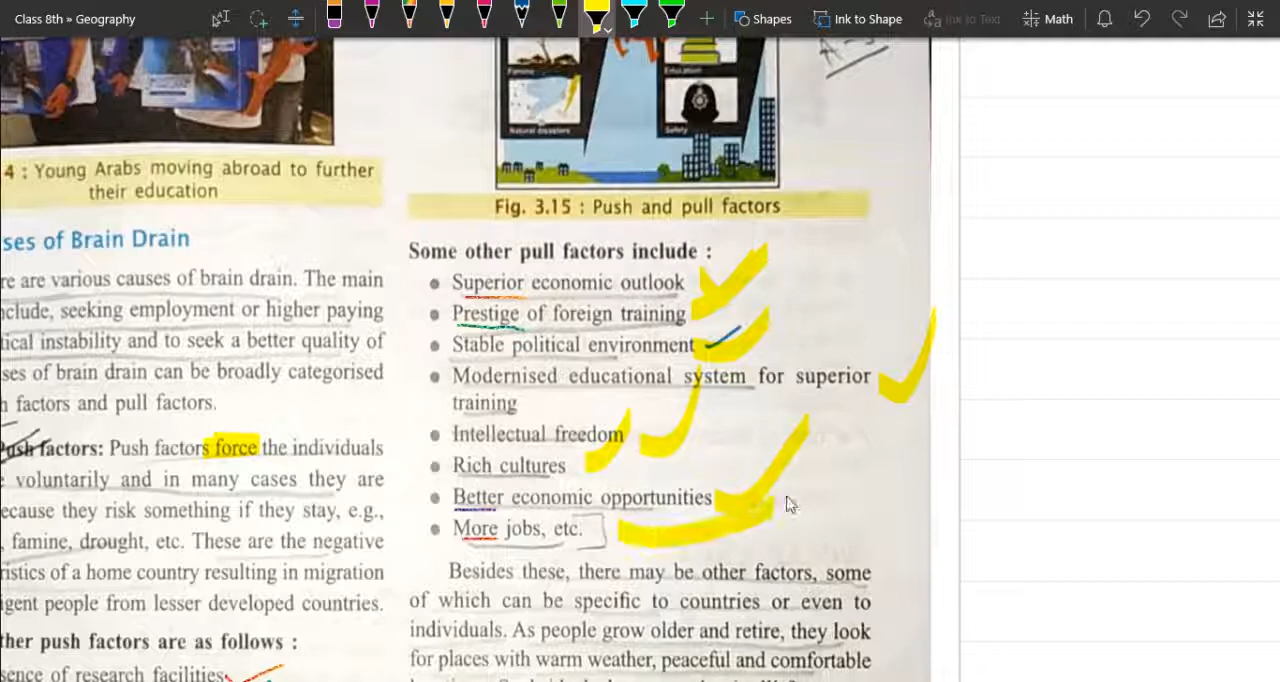 Class 8th » Geography
Shapes
Ink to Shape
Ink to Text
Math
Famine
Education
Natural disasters
Safety
4 : Young Arabs moving abroad to further
their education
Fig. 3.15 : Push and pull factors
ses of Brain Drain
re are various causes of brain drain. The main
nclude, seeking employment or higher paying
tical instability and to seek a better quality of
ses of brain drain can be broadly categorised
h factors and pull factors.
Push factors: Push factors force the individuals
e voluntarily and in many cases they are
ecause they risk something if they stay, e.g.,
, famine, drought, etc. These are the negative
ristics of a home country resulting in migration
igent people from lesser developed countries.
ther push factors are as follows :
sence of research facilities
Some other pull factors include :
• Superior economic outlook
• Prestige of foreign training
• Stable political environment
• Modernised educational system for superior
training
• Intellectual freedom
• Rich cultures
• Better economic opportunities
• More jobs, etc.
Besides these, there may be other factors, some
of which can be specific to countries or even to
individuals. As people grow older and retire, they look
for places with warm weather, peaceful and comfortable